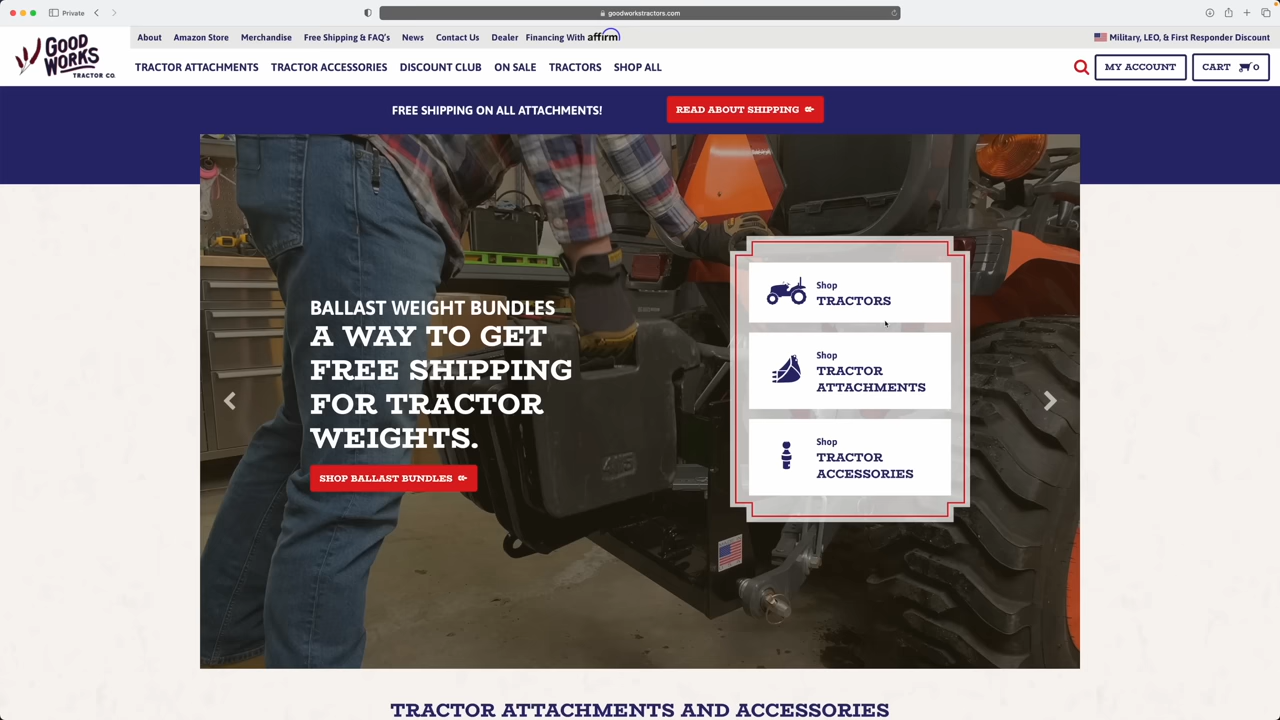 Private
goodworkstractors.com
GOOD
WORKS
TRACTOR CO.
About Amazon Store Merchandise Free Shipping & FAQ's News Contact Us Dealer Financing With affirm
Military, LEO, & First Responder Discount
TRACTOR ATTACHMENTS TRACTOR ACCESSORIES DISCOUNT CLUB ON SALE TRACTORS SHOP ALL
MY ACCOUNT
CART 0
FREE SHIPPING ON ALL ATTACHMENTS!
READ ABOUT SHIPPING
BALLAST WEIGHT BUNDLES
A WAY TO GET
FREE SHIPPING
FOR TRACTOR
WEIGHTS.
SHOP BALLAST BUNDLES
Shop
TRACTORS
Shop
TRACTOR
ATTACHMENTS
Shop
TRACTOR
ACCESSORIES
TRACTOR ATTACHMENTS AND ACCESSORIES